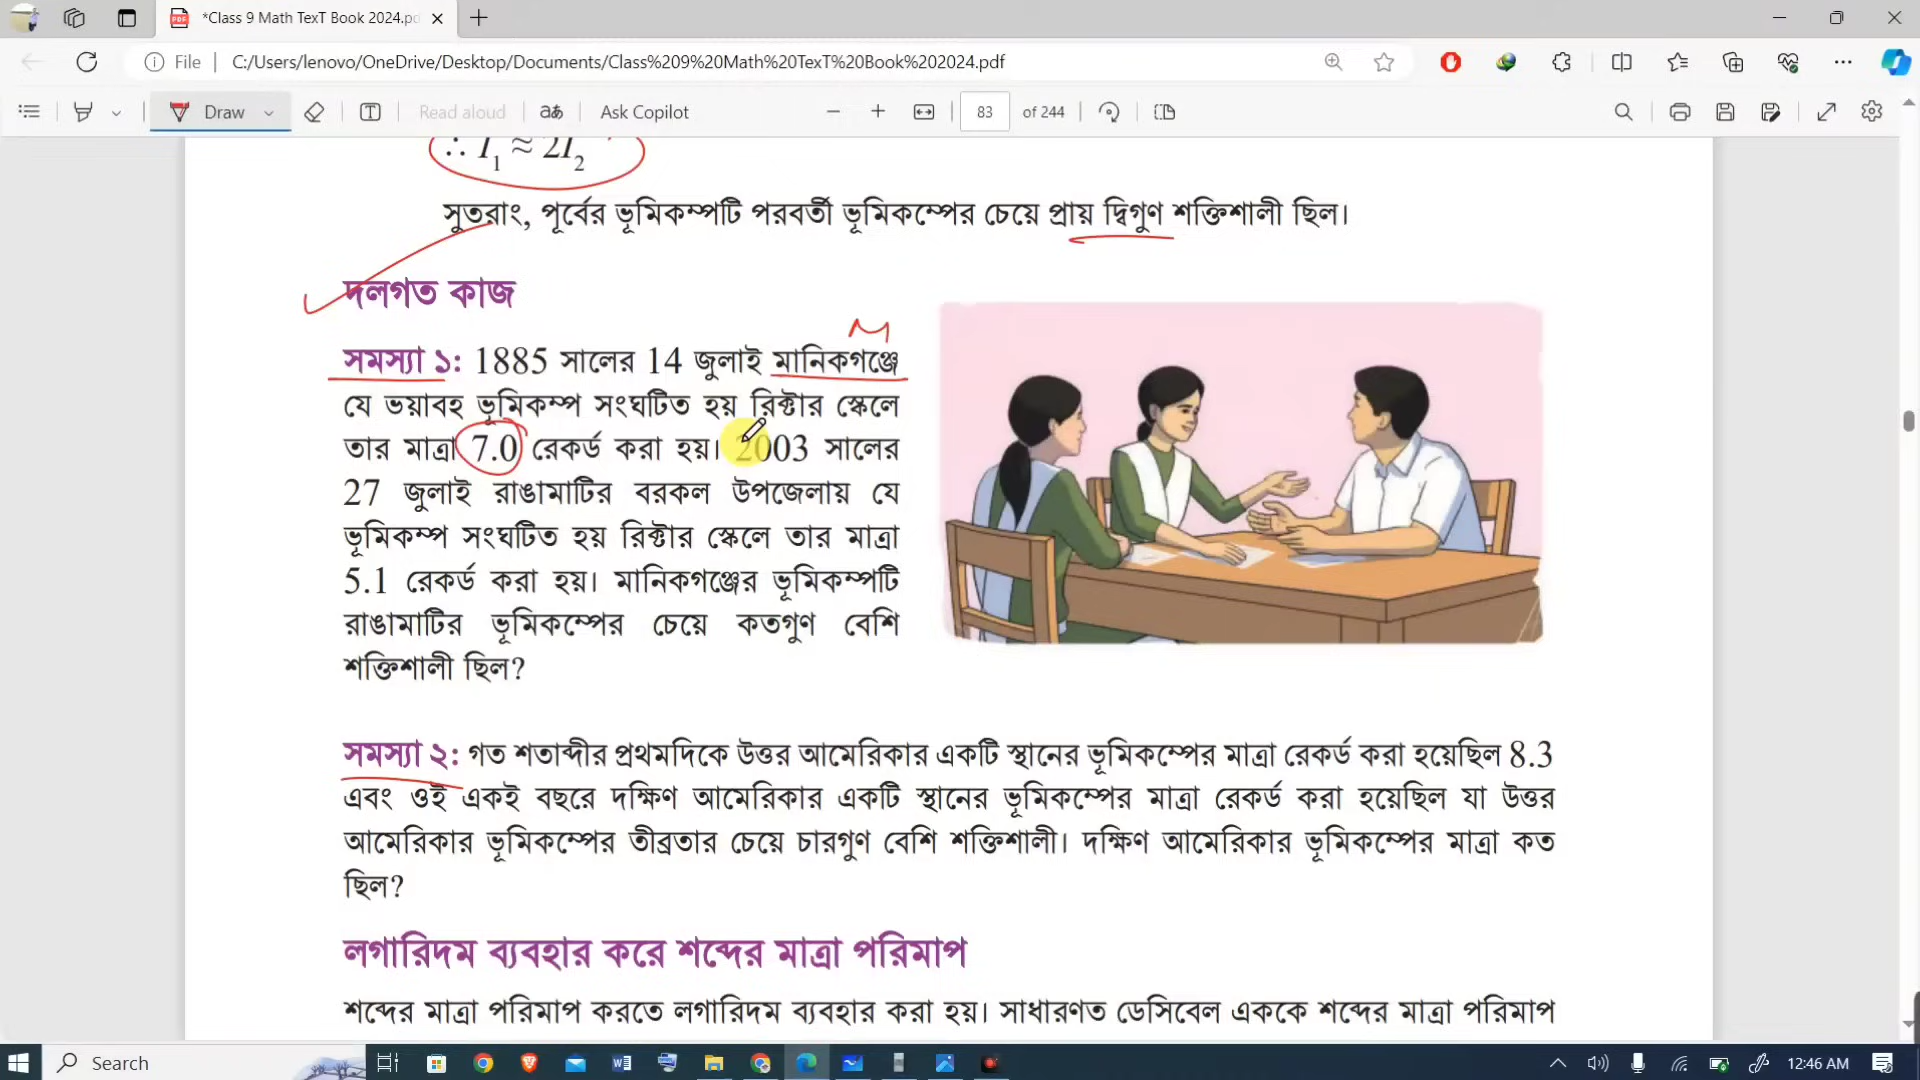 *Class 9 Math TexT Book 2024.pd
File
C:/Users/lenovo/OneDrive/Desktop/Documents/Class%209%20Math%20TexT%20Book%202024.pdf
Draw
Read aloud
Ask Copilot
83
of 244
∴ I₁ ≈ 2I₂
সুতরাং, পূর্বের ভূমিকম্পটি পরবর্তী ভূমিকম্পের চেয়ে প্রায় দ্বিগুণ শক্তিশালী ছিল।
দলগত কাজ
M
সমস্যা ১: 1885 সালের 14 জুলাই মানিকগঞ্জে
যে ভয়াবহ ভূমিকম্প সংঘটিত হয় রিক্টার স্কেলে
তার মাত্রা 7.0 রেকর্ড করা হয়। 2003 সালের
27 জুলাই রাঙামাটির বরকল উপজেলায় যে
ভূমিকম্প সংঘটিত হয় রিক্টার স্কেলে তার মাত্রা
5.1 রেকর্ড করা হয়। মানিকগঞ্জের ভূমিকম্পটি
রাঙামাটির ভূমিকম্পের চেয়ে কতগুণ বেশি
শক্তিশালী ছিল?
সমস্যা ২: গত শতাব্দীর প্রথমদিকে উত্তর আমেরিকার একটি স্থানের ভূমিকম্পের মাত্রা রেকর্ড করা হয়েছিল 8.3
এবং ওই একই বছরে দক্ষিণ আমেরিকার একটি স্থানের ভূমিকম্পের মাত্রা রেকর্ড করা হয়েছিল যা উত্তর
আমেরিকার ভূমিকম্পের তীব্রতার চেয়ে চারগুণ বেশি শক্তিশালী। দক্ষিণ আমেরিকার ভূমিকম্পের মাত্রা কত
ছিল?
লগারিদম ব্যবহার করে শব্দের মাত্রা পরিমাপ
শব্দের মাত্রা পরিমাপ করতে লগারিদম ব্যবহার করা হয়। সাধারণত ডেসিবেল এককে শব্দের মাত্রা পরিমাপ
Search
12:46 AM